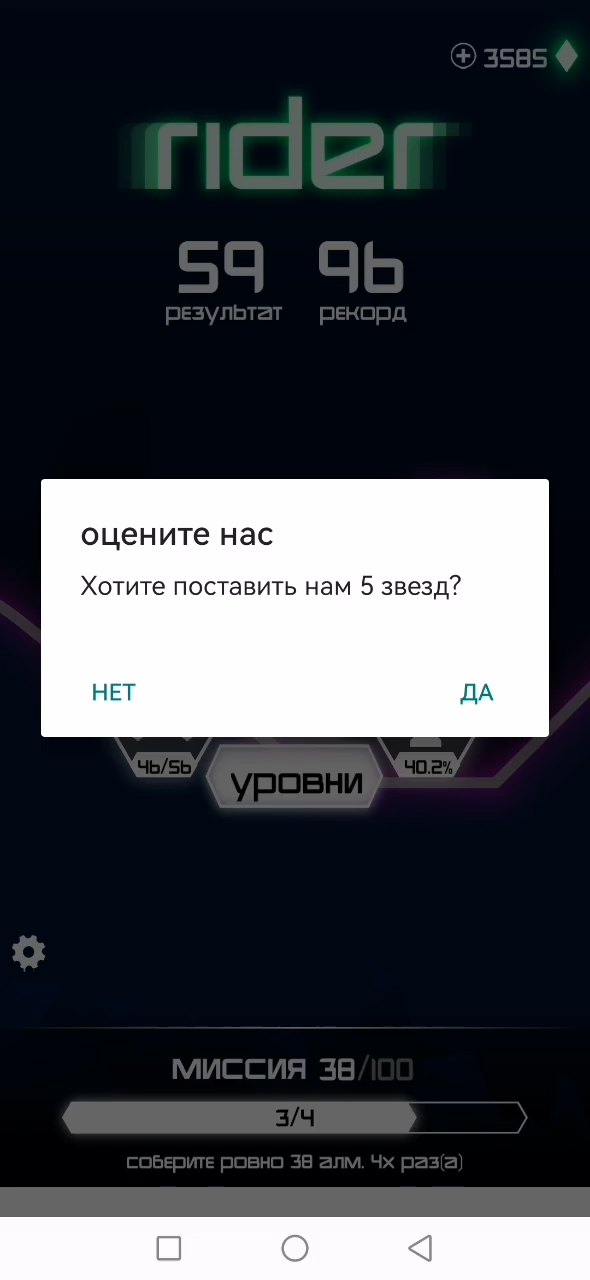 3585
rider
59 96
результат рекорд
оцените нас
Хотите поставить нам 5 звезд?
НЕТ ДА
46/56 уровни 40.2%
МИССИЯ 38/100
3/4
соберите ровно 38 алм. 4х раз(а)